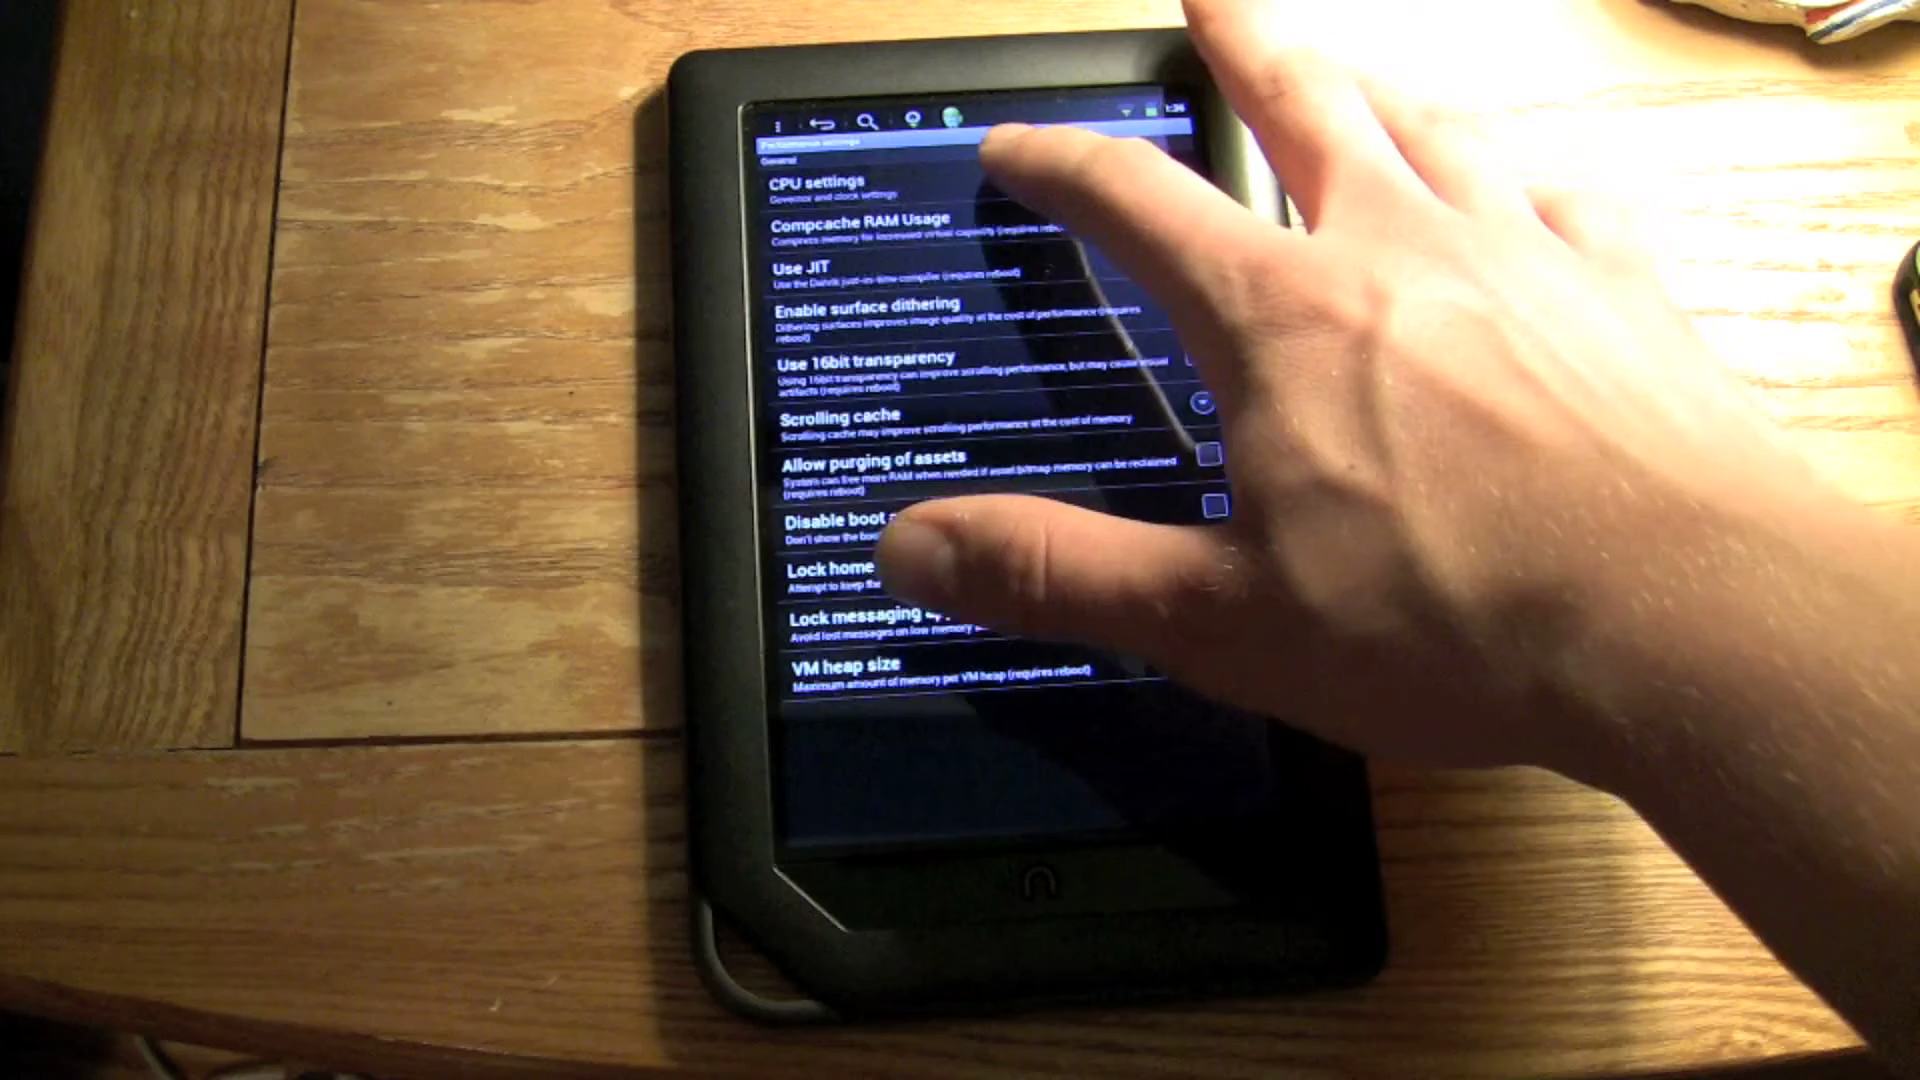 1:26
Performance settings
General
CPU settings
Governor and clock settings
Compcache RAM Usage
Compress memory for increased virtual capacity (requires
Use JIT
Use the Dalvik just-in-time compiler (requires reboot)
Enable surface dithering
Dithering surfaces improves image quality at the cost of performance (requires
reboot)
Use 16bit transparency
Using 16bit transparency can improve scrolling performance, but may cause visual
artifacts (requires reboot)
Scrolling cache
Scrolling cache may improve scrolling performance at the cost of memory
Allow purging of assets
System can free more RAM when needed if asset bitmap memory can be reclaimed
(requires reboot)
Disable boot
Don't show the
Lock home
Attempt to keep the
Lock messaging
Avoid lost messages on low memory
VM heap size
Maximum amount of memory per VM heap (requires reboot)